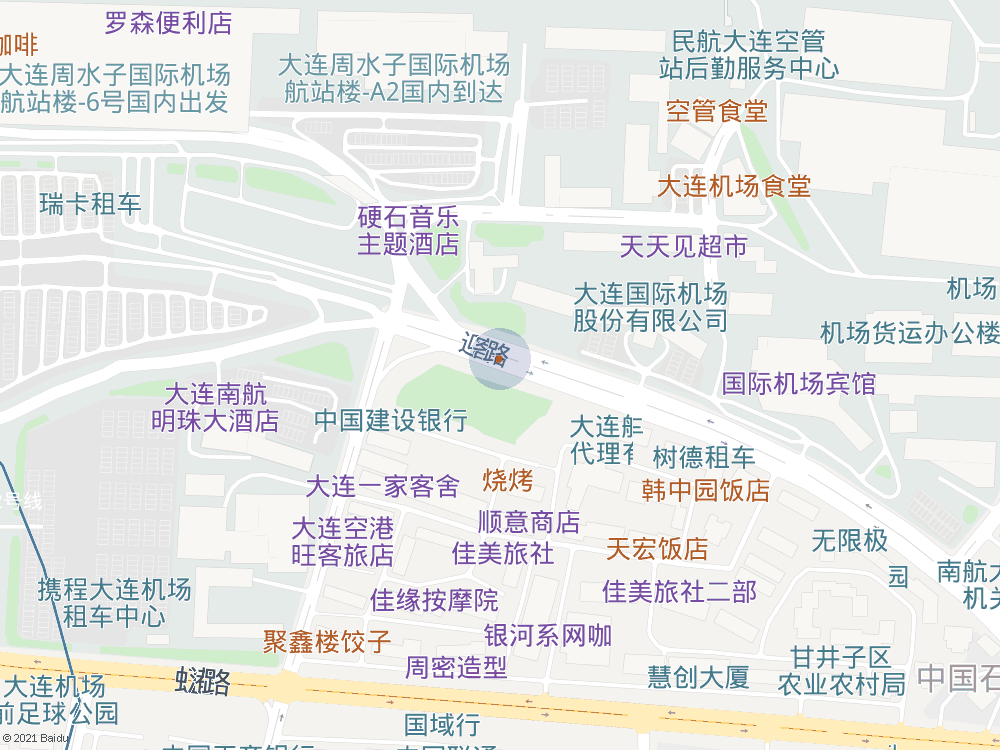 罗森便利店
咖啡
大连周水子国际机场
航站楼-6号国内出发
大连周水子国际机场
航站楼-A2国内到达
民航大连空管
站后勤服务中心
空管食堂
大连机场食堂
瑞卡租车
硬石音乐
主题酒店
天天见超市
大连国际机场
股份有限公司
机场
机场货运办公楼
迎客路
国际机场宾馆
大连南航
明珠大酒店
中国建设银行
大连航
代理有
树德租车
大连一家客舍
烧烤
韩中园饭店
号线
大连空港
旺客旅店
顺意商店
佳美旅社
天宏饭店
无限极
园
南航大
机关
携程大连机场
租车中心
佳缘按摩院
佳美旅社二部
聚鑫楼饺子
银河系网咖
周密造型
慧创大厦
甘井子区
农业农村局
中国石
大连机场
前足球公园
国域行
© 2021 Baidu